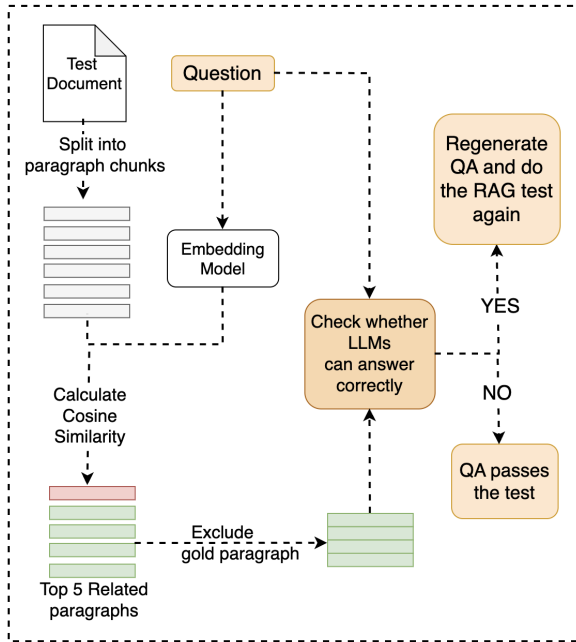 Test
Document
Question
Split into
paragraph chunks
Embedding
Model
Regenerate
QA and do
the RAG test
again
Check whether
LLMs
can answer
correctly
YES
NO
Calculate
Cosine
Similarity
QA passes
the test
Exclude
gold paragraph
Top 5 Related
paragraphs